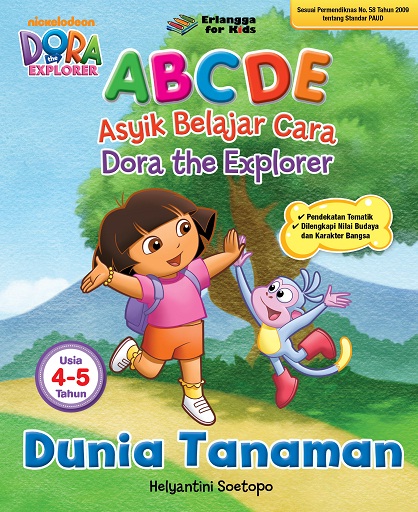 nickelodeon
DORA
the
EXPLORER
Erlangga
for Kids
Sesuai Permendiknas No. 58 Tahun 2009
tentang Standar PAUD
ABCDE
Asyik Belajar Cara
Dora the Explorer
✓ Pendekatan Tematik
✓ Dilengkapi Nilai Budaya
dan Karakter Bangsa
Usia
4-5
Tahun
Dunia Tanaman
Helyantini Soetopo